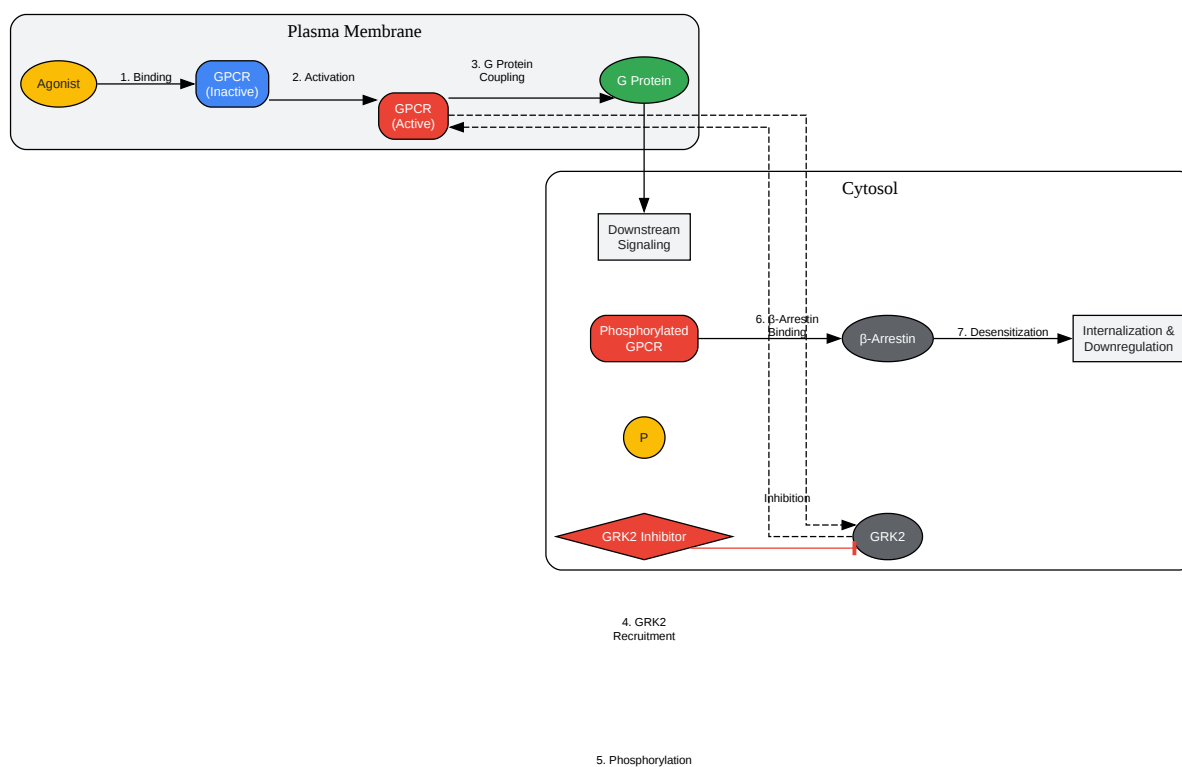 Plasma Membrane
Agonist
1. Binding
GPCR
(Inactive)
2. Activation
GPCR
(Active)
3. G Protein
Coupling
G Protein
Cytosol
Downstream
Signaling
Phosphorylated
GPCR
6. β-Arrestin
Binding
β-Arrestin
7. Desensitization
Internalization &
Downregulation
P
Inhibition
GRK2 Inhibitor
GRK2
4. GRK2
Recruitment
5. Phosphorylation